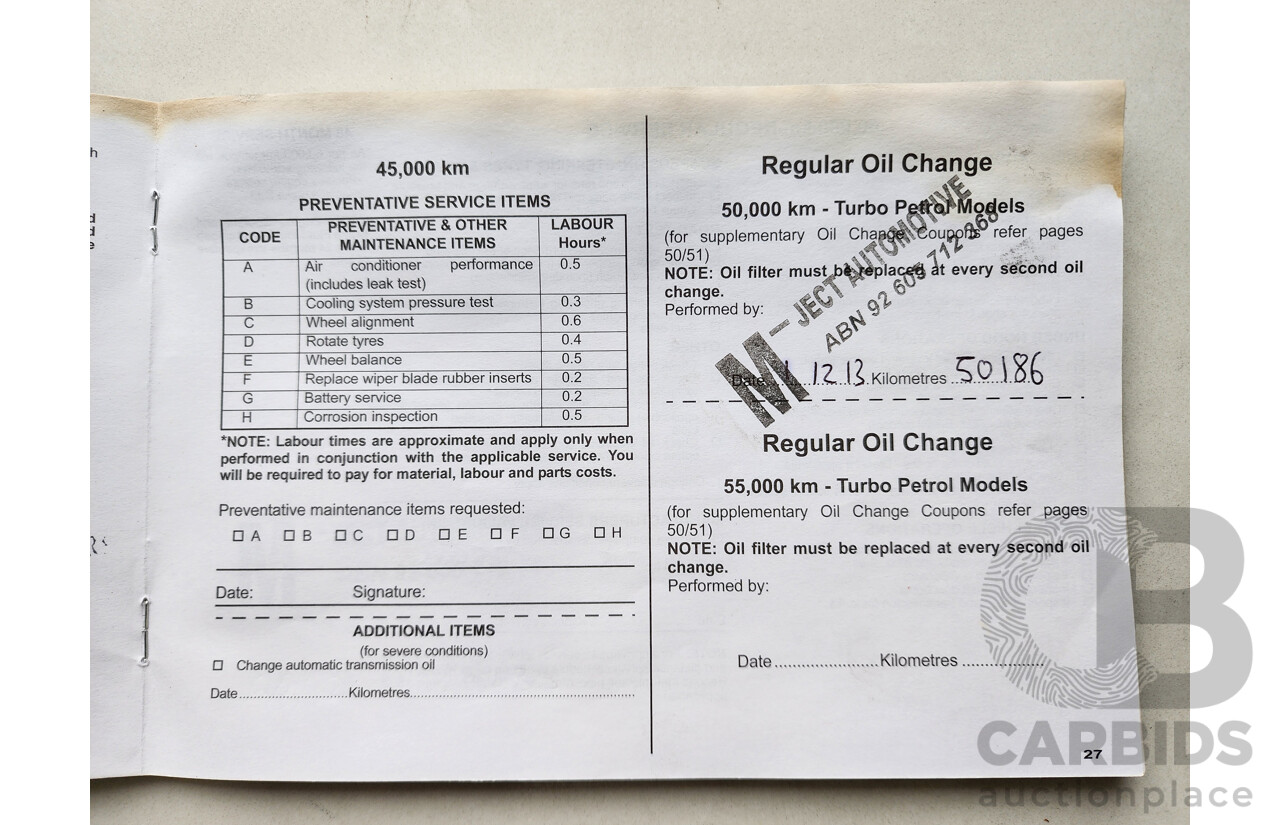 h
d
d
e
45,000 km
PREVENTATIVE SERVICE ITEMS
CODE PREVENTATIVE & OTHER MAINTENANCE ITEMS LABOUR Hours*
A Air conditioner performance (includes leak test) 0.5
B Cooling system pressure test 0.3
C Wheel alignment 0.6
D Rotate tyres 0.4
E Wheel balance 0.5
F Replace wiper blade rubber inserts 0.2
G Battery service 0.2
H Corrosion inspection 0.5
*NOTE: Labour times are approximate and apply only when
performed in conjunction with the applicable service. You
will be required to pay for material, labour and parts costs.
Preventative maintenance items requested:
☐ A ☐ B ☐ C ☐ D ☐ E ☐ F ☐ G ☐ H
Date: Signature:
ADDITIONAL ITEMS
(for severe conditions)
☐ Change automatic transmission oil
Date...........................Kilometres........................................................
Regular Oil Change
50,000 km - Turbo Petrol Models
(for supplementary Oil Change Coupons refer pages
50/51)
NOTE: Oil filter must be replaced at every second oil
change.
Performed by:
M-JECT AUTOMOTIVE
ABN 92 605 712 868
Date 1 12 13 Kilometres 50186
Regular Oil Change
55,000 km - Turbo Petrol Models
(for supplementary Oil Change Coupons refer pages
50/51)
NOTE: Oil filter must be replaced at every second oil
change.
Performed by:
Date.......................Kilometres ..................
27
CB
CARBIDS
auctionplace